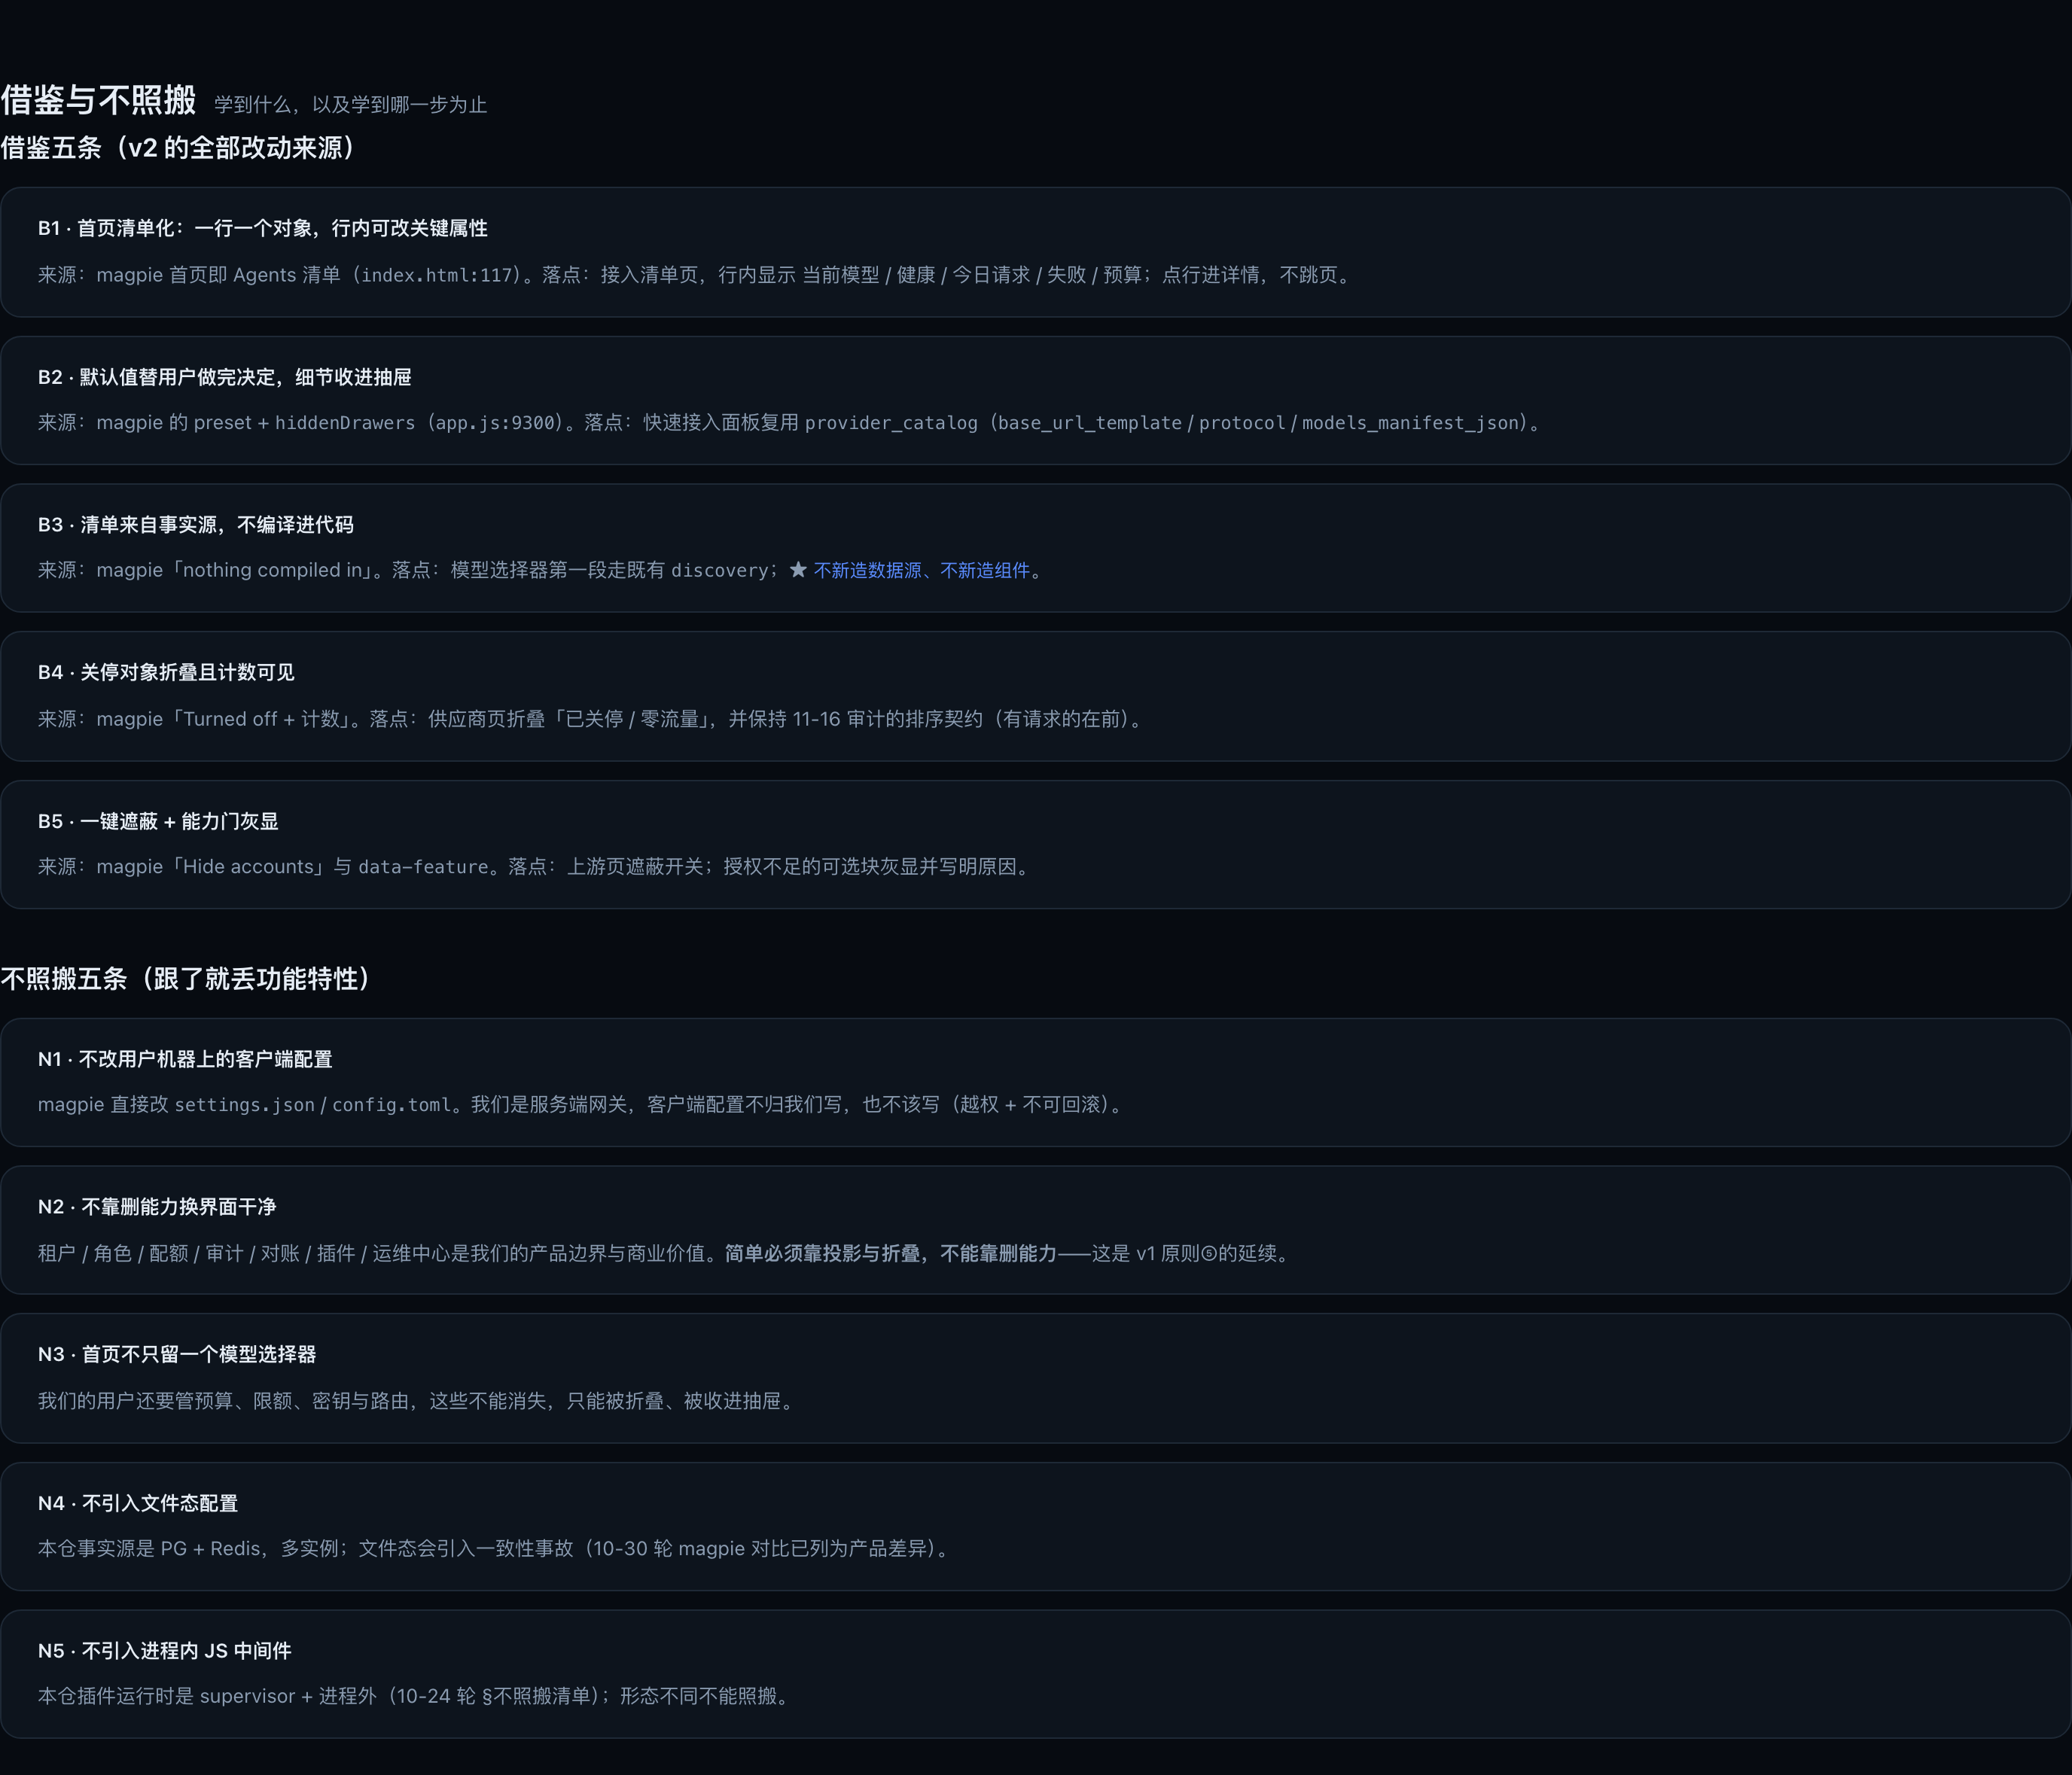 借鉴与不照搬 学到什么，以及学到哪一步为止
借鉴五条（v2 的全部改动来源）
B1 · 首页清单化：一行一个对象，行内可改关键属性
来源：magpie 首页即 Agents 清单（index.html:117）。落点：接入清单页，行内显示 当前模型 / 健康 / 今日请求 / 失败 / 预算；点行进详情，不跳页。
B2 · 默认值替用户做完决定，细节收进抽屉
来源：magpie 的 preset + hiddenDrawers（app.js:9300）。落点：快速接入面板复用 provider_catalog（base_url_template / protocol / models_manifest_json）。
B3 · 清单来自事实源，不编译进代码
来源：magpie「nothing compiled in」。落点：模型选择器第一段走既有 discovery；★ 不新造数据源、不新造组件。
B4 · 关停对象折叠且计数可见
来源：magpie「Turned off + 计数」。落点：供应商页折叠「已关停 / 零流量」，并保持 11-16 审计的排序契约（有请求的在前）。
B5 · 一键遮蔽 + 能力门灰显
来源：magpie「Hide accounts」与 data-feature。落点：上游页遮蔽开关；授权不足的可选块灰显并写明原因。
不照搬五条（跟了就丢功能特性）
N1 · 不改用户机器上的客户端配置
magpie 直接改 settings.json / config.toml。我们是服务端网关，客户端配置不归我们写，也不该写（越权 + 不可回滚）。
N2 · 不靠删能力换界面干净
租户 / 角色 / 配额 / 审计 / 对账 / 插件 / 运维中心是我们的产品边界与商业价值。简单必须靠投影与折叠，不能靠删能力——这是 v1 原则⑤的延续。
N3 · 首页不只留一个模型选择器
我们的用户还要管预算、限额、密钥与路由，这些不能消失，只能被折叠、被收进抽屉。
N4 · 不引入文件态配置
本仓事实源是 PG + Redis，多实例；文件态会引入一致性事故（10-30 轮 magpie 对比已列为产品差异）。
N5 · 不引入进程内 JS 中间件
本仓插件运行时是 supervisor + 进程外（10-24 轮 §不照搬清单）；形态不同不能照搬。